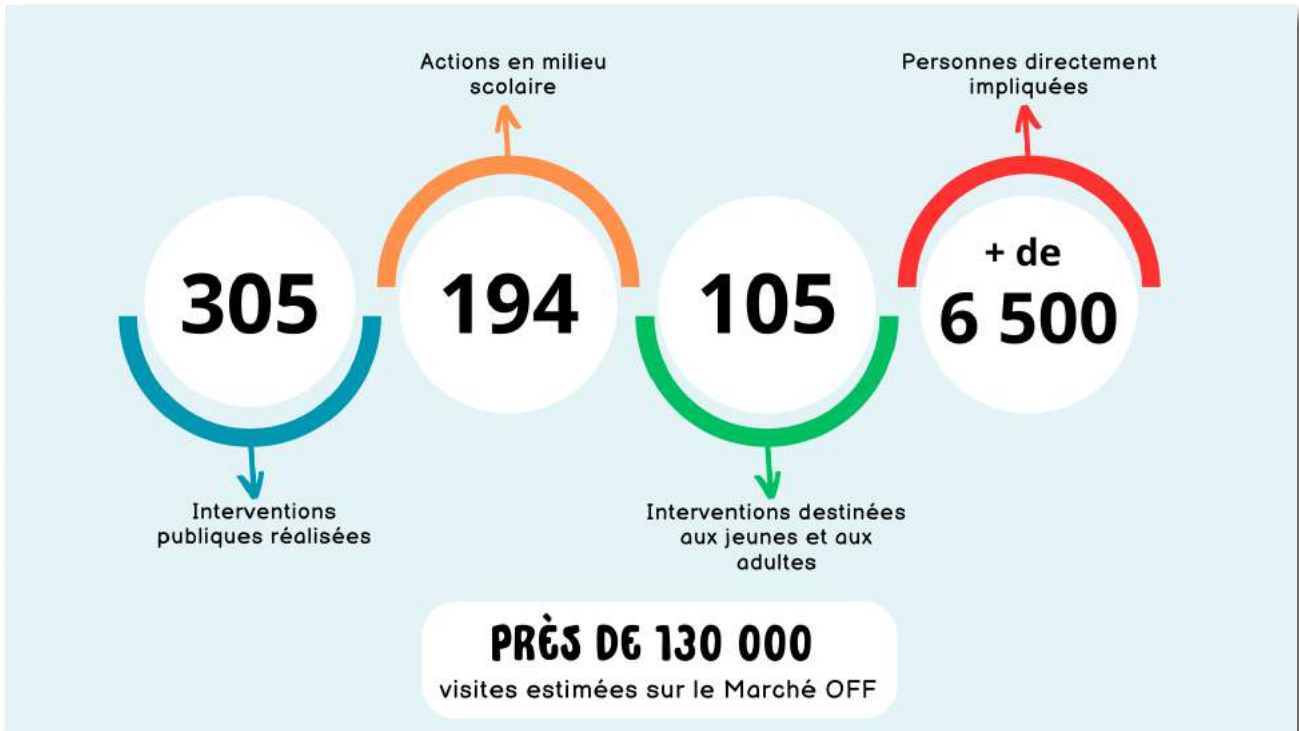 Actions en milieu
scolaire
Personnes directement
impliquées
305
194
105
+ de
6 500
Interventions
publiques réalisées
Interventions destinées
aux jeunes et aux
adultes
PRÈS DE 130 000
visites estimées sur le Marché OFF